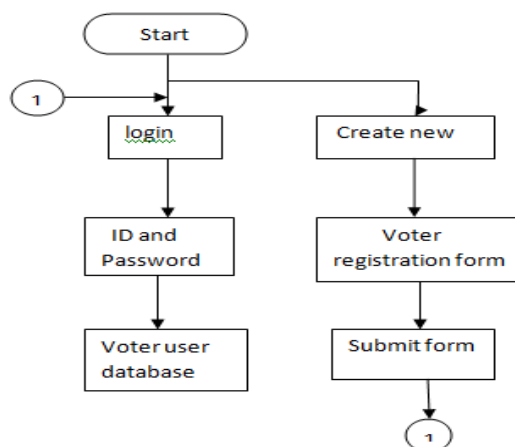 Start
1
login
Create new
ID and
Password
Voter
registration form
Voter user
database
Submit form
1